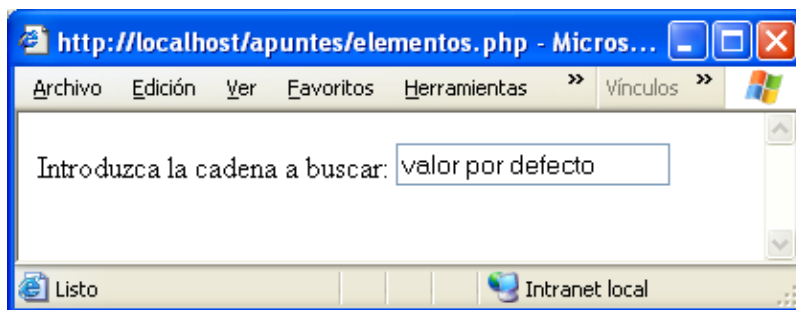 http://localhost/apuntes/elementos.php - Micros...
Archivo Edición Ver Favoritos Herramientas » Vínculos »
Introduzca la cadena a buscar: valor por defecto
Listo Intranet local